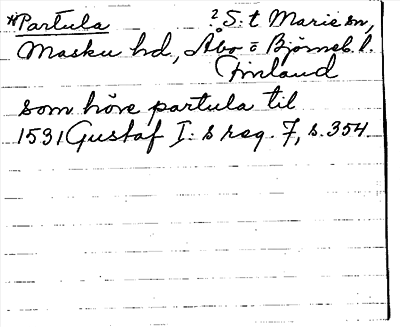 *Partula ? S:t Marie sn,
Masku hd, Åbo o Björneb. l.
Finland
som höre partula til
1531 Gustaf I:s reg. 7, s. 354.